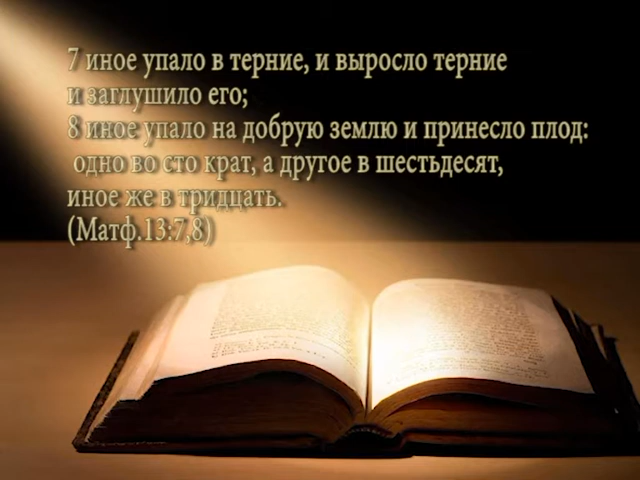 7 иное упало в терние, и выросло терние
и заглушило его;
8 иное упало на добрую землю и принесло плод:
одно во сто крат, а другое в шестьдесят,
иное же в тридцать.
(Матф.13:7,8)